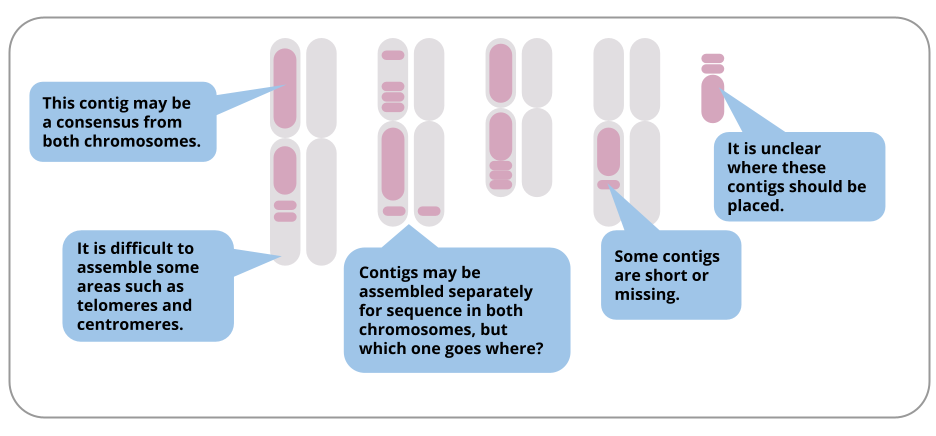 This contig may be
a consensus from
both chromosomes.
It is difficult to
assemble some
areas such as
telomeres and
centromeres.
Contigs may be
assembled separately
for sequence in both
chromosomes, but
which one goes where?
Some contigs
are short or
missing.
It is unclear
where these
contigs should be
placed.